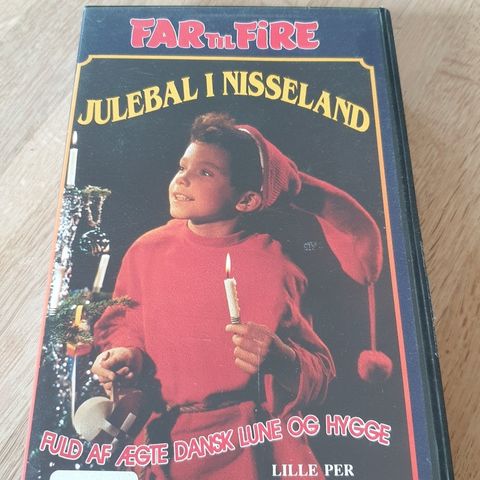 FAR TIL FIRE
JULEBAL I NISSELAND
FULD AF ÆGTE DANSK LUNE OG HYGGE
LILLE PER